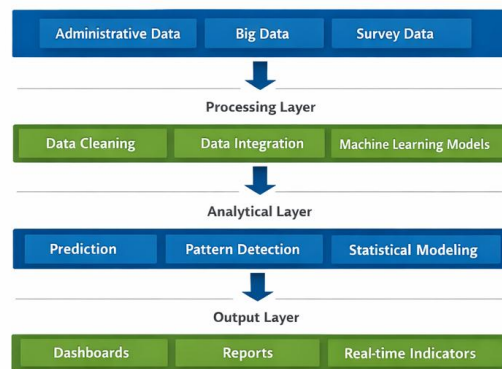 Administrative Data Big Data Survey Data
Processing Layer
Data Cleaning Data Integration Machine Learning Models
Analytical Layer
Prediction Pattern Detection Statistical Modeling
Output Layer
Dashboards Reports Real-time Indicators